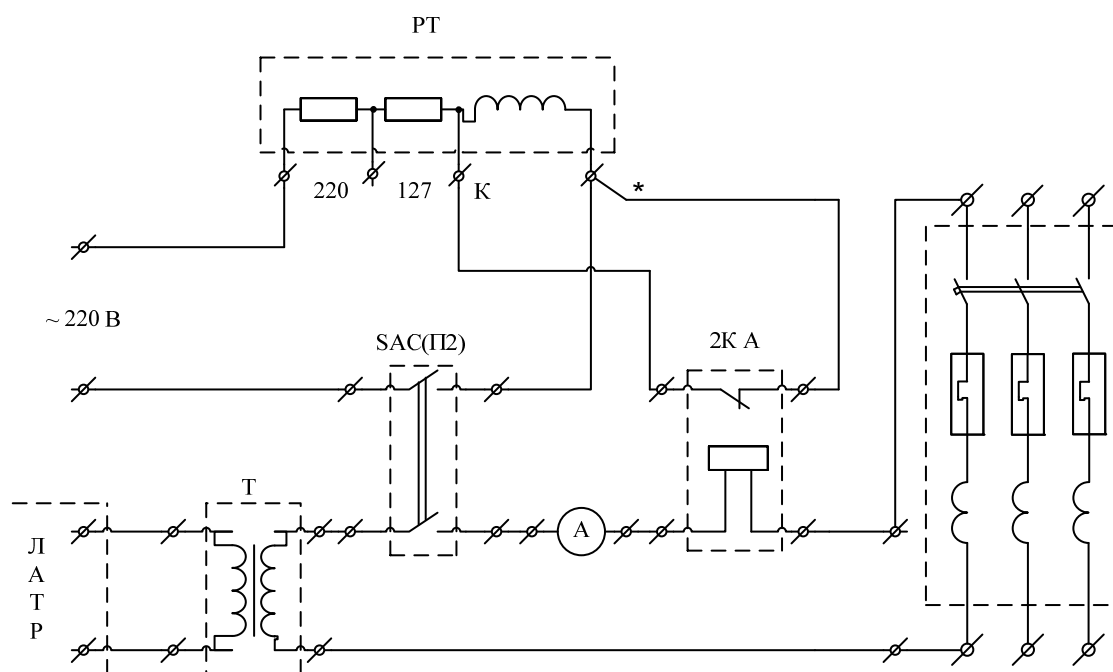 РТ
220 127 К *
~ 220 В
SAC(П2)
2К А
Т
А
Л
А
Т
Р